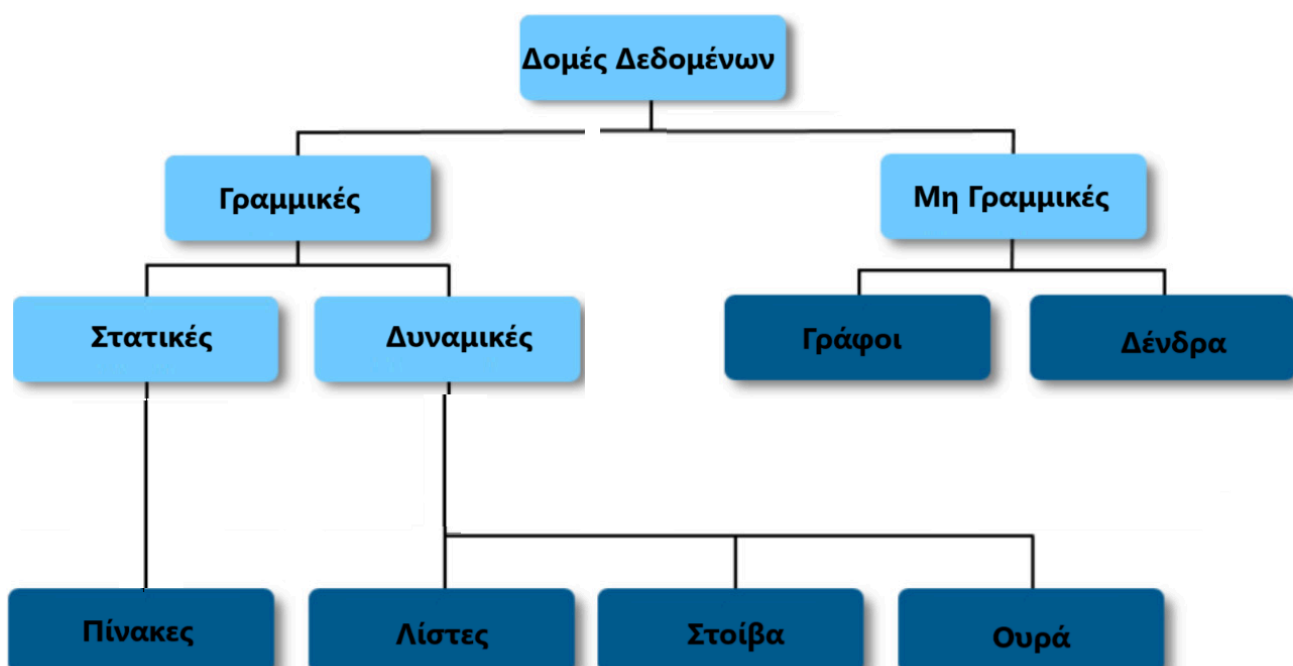 Δομές Δεδομένων
Γραμμικές
Μη Γραμμικές
Στατικές
Δυναμικές
Γράφοι
Δένδρα
Πίνακες
Λίστες
Στοίβα
Ουρά